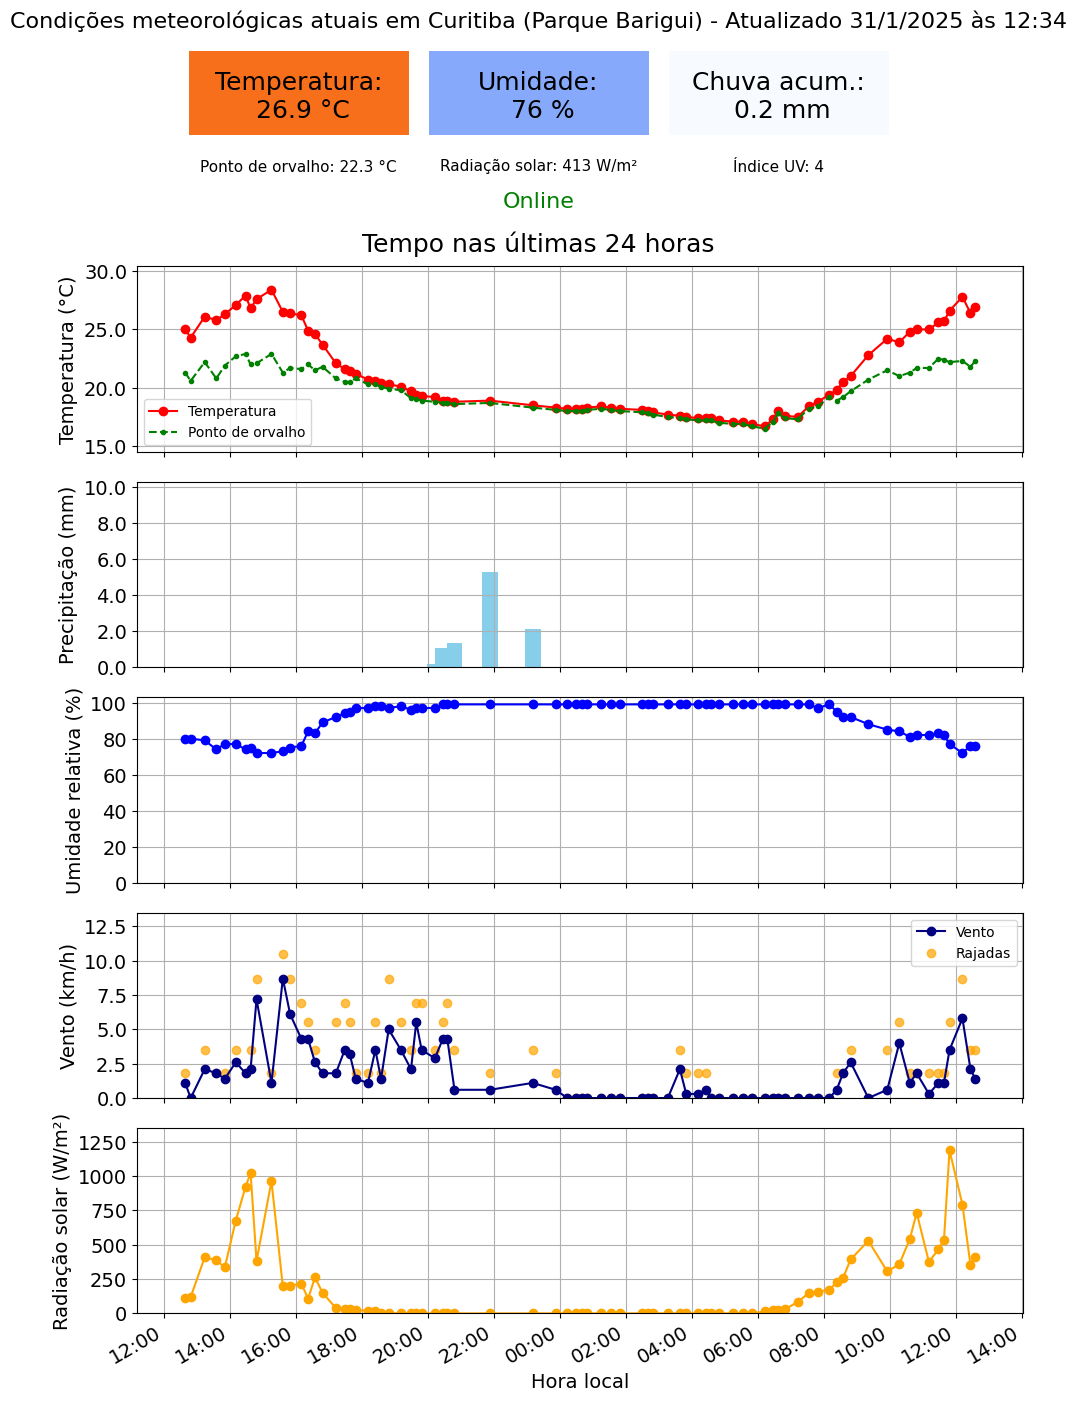 Condições meteorológicas atuais em Curitiba (Parque Barigui) - Atualizado 31/1/2025 às 12:34
Temperatura:
26.9 °C
Umidade:
76 %
Chuva acum.:
0.2 mm
Ponto de orvalho: 22.3 °C
Radiação solar: 413 W/m²
Índice UV: 4
Online
Tempo nas últimas 24 horas
Temperatura (°C)
30.0
25.0
20.0
15.0
Temperatura
Ponto de orvalho
Precipitação (mm)
10.0
8.0
6.0
4.0
2.0
0.0
Umidade relativa (%)
100
80
60
40
20
0
Vento (km/h)
12.5
10.0
7.5
5.0
2.5
0.0
Vento
Rajadas
Radiação solar (W/m²)
1250
1000
750
500
250
0
12:00
14:00
16:00
18:00
20:00
22:00
00:00
02:00
04:00
06:00
08:00
10:00
12:00
14:00
Hora local